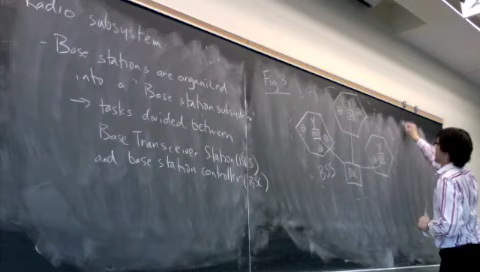 Radio subsystem
- Base stations are organized
into a "Base station subsystem
→ tasks divided between
Base Transceiver Station (BTS)
and base station controller (BSC)
Fig 3
BSS
BSC